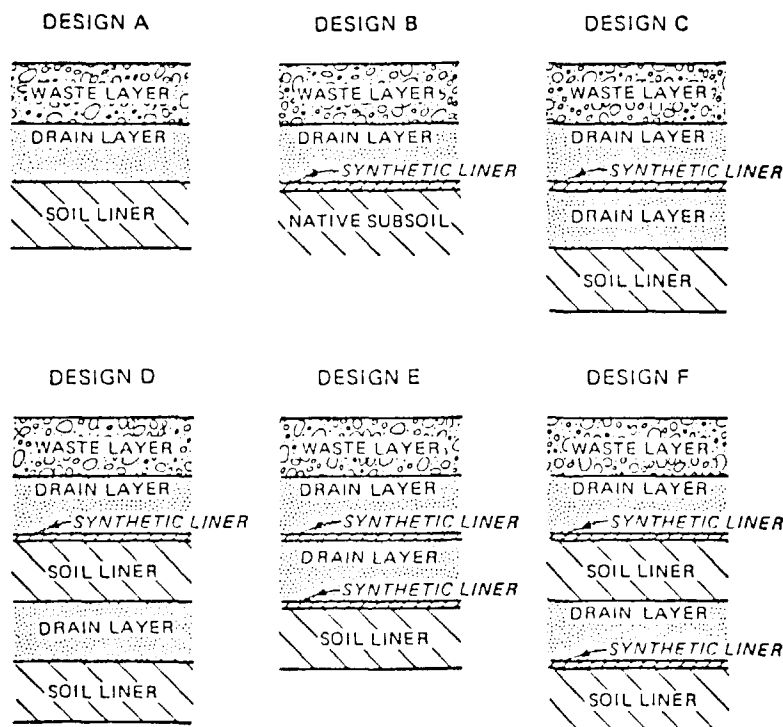 DESIGN A
WASTE LAYER
DRAIN LAYER
SOIL LINER
DESIGN B
WASTE LAYER
DRAIN LAYER
SYNTHETIC LINER
NATIVE SUBSOIL
DESIGN C
WASTE LAYER
DRAIN LAYER
SYNTHETIC LINER
DRAIN LAYER
SOIL LINER
DESIGN D
WASTE LAYER
DRAIN LAYER
SYNTHETIC LINER
SOIL LINER
DRAIN LAYER
SOIL LINER
DESIGN E
WASTE LAYER
DRAIN LAYER
SYNTHETIC LINER
DRAIN LAYER
SYNTHETIC LINER
SOIL LINER
DESIGN F
WASTE LAYER
DRAIN LAYER
SYNTHETIC LINER
SOIL LINER
DRAIN LAYER
SYNTHETIC LINER
SOIL LINER